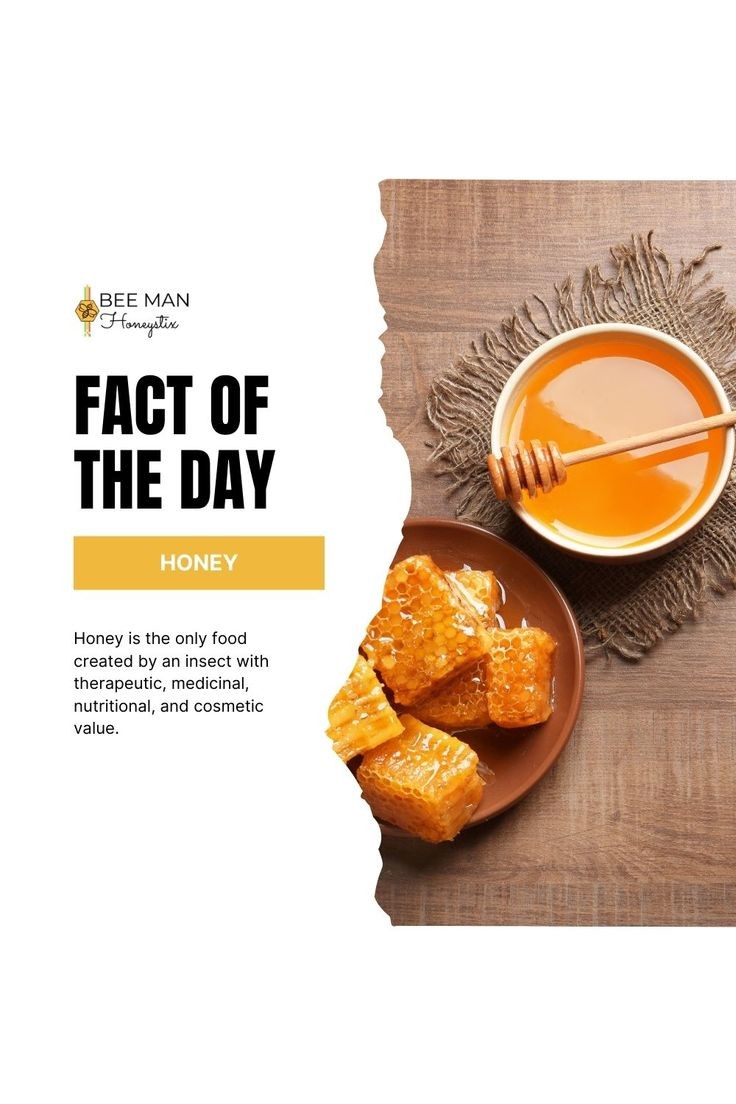 BEE MAN
Honeystix
FACT OF
THE DAY
HONEY
Honey is the only food
created by an insect with
therapeutic, medicinal,
nutritional, and cosmetic
value.